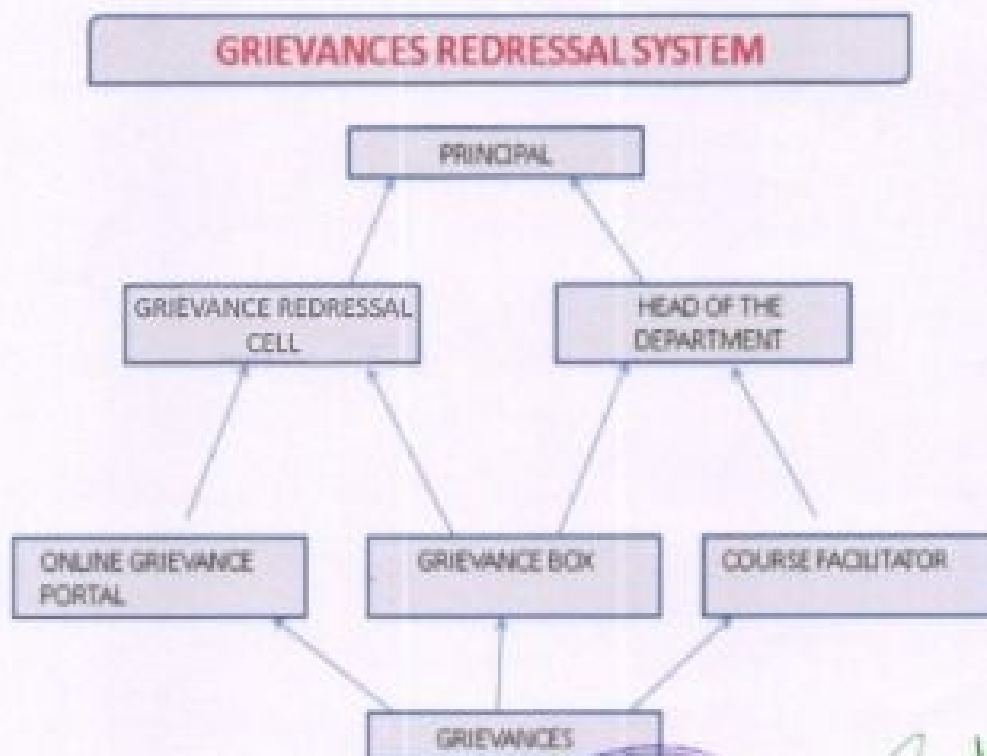 GRIEVANCES REDRESSAL SYSTEM
PRINCIPAL
GRIEVANCE REDRESSAL
CELL
HEAD OF THE
DEPARTMENT
ONLINE GRIEVANCE
PORTAL
GRIEVANCE BOX
COURSE FACILITATOR
GRIEVANCES